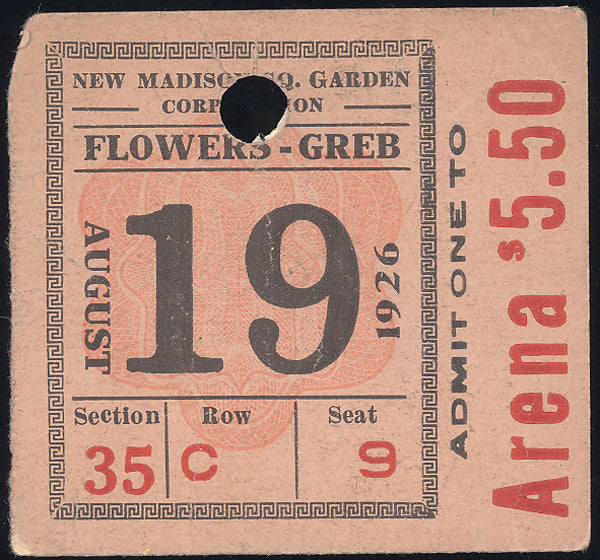 NEW MADISON SQ. GARDEN
CORPORATION
FLOWERS - GREB
AUGUST
19
1926
Section Row Seat
35 C 9
ADMIT ONE TO
Arena $5.50